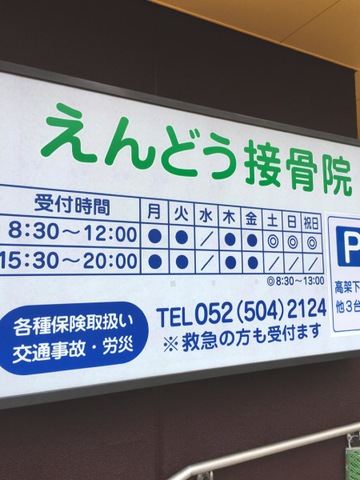 えんどう接骨院
受付時間 月 火 水 木 金 土 日 祝日
8:30～12:00 ● ● ／ ● ● ◎ ◎ ◎
15:30～20:00 ● ● ／ ● ● ／ ／ ／
◎8:30～13:00
各種保険取扱い
交通事故・労災
TEL052(504)2124
※救急の方も受付ます
P
高架下
他3台